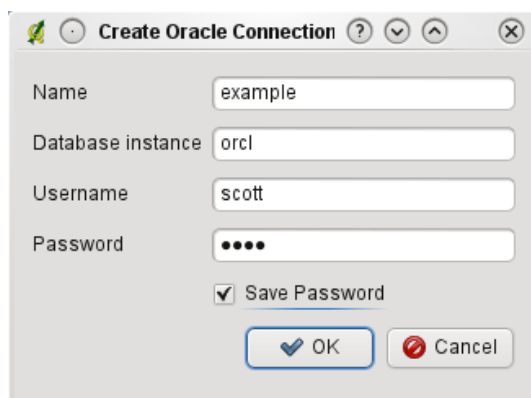 Create Oracle Connection
Name example
Database instance orcl
Username scott
Password ••••
Save Password
OK Cancel